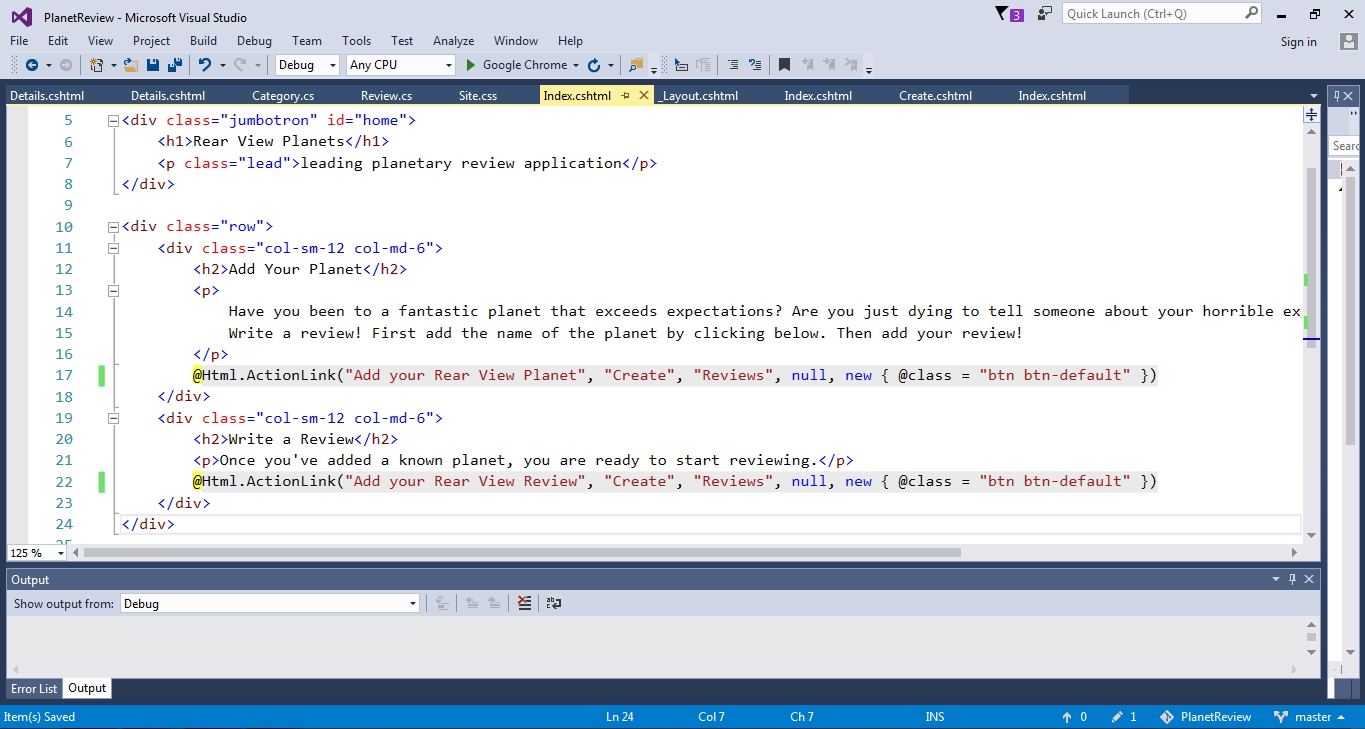 PlanetReview - Microsoft Visual Studio
3
Quick Launch (Ctrl+Q)
File Edit View Project Build Debug Team Tools Test Analyze Window Help
Sign in
Debug Any CPU Google Chrome
Details.cshtml Details.cshtml Category.cs Review.cs Site.css Index.cshtml _Layout.cshtml Index.cshtml Create.cshtml Index.cshtml
5 <div class="jumbotron" id="home">
6 <h1>Rear View Planets</h1>
7 <p class="lead">leading planetary review application</p>
8 </div>
9
10 <div class="row">
11 <div class="col-sm-12 col-md-6">
12 <h2>Add Your Planet</h2>
13 <p>
14 Have you been to a fantastic planet that exceeds expectations? Are you just dying to tell someone about your horrible ex
15 Write a review! First add the name of the planet by clicking below. Then add your review!
16 </p>
17 @Html.ActionLink("Add your Rear View Planet", "Create", "Reviews", null, new { @class = "btn btn-default" })
18 </div>
19 <div class="col-sm-12 col-md-6">
20 <h2>Write a Review</h2>
21 <p>Once you've added a known planet, you are ready to start reviewing.</p>
22 @Html.ActionLink("Add your Rear View Review", "Create", "Reviews", null, new { @class = "btn btn-default" })
23 </div>
24 </div>
125 %
Output
Show output from: Debug
Error List Output
Item(s) Saved Ln 24 Col 7 Ch 7 INS 0 1 PlanetReview master